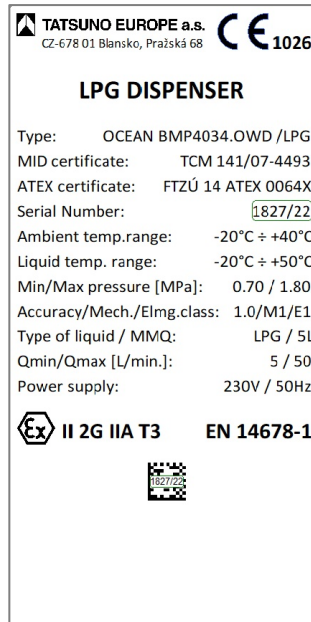 TATSUNO EUROPE a.s.
CZ-678 01 Blansko, Pražská 68
CE 1026
LPG DISPENSER
Type: OCEAN BMP4034.OWD /LPG
MID certificate: TCM 141/07-4493
ATEX certificate: FTZÚ 14 ATEX 0064X
Serial Number: 1827/22
Ambient temp.range: -20°C ÷ +40°C
Liquid temp. range: -20°C ÷ +50°C
Min/Max pressure [MPa]: 0.70 / 1.80
Accuracy/Mech./Elmg.class: 1.0/M1/E1
Type of liquid / MMQ: LPG / 5L
Qmin/Qmax [L/min.]: 5 / 50
Power supply: 230V / 50Hz
Ex II 2G IIA T3 EN 14678-1
1827/22